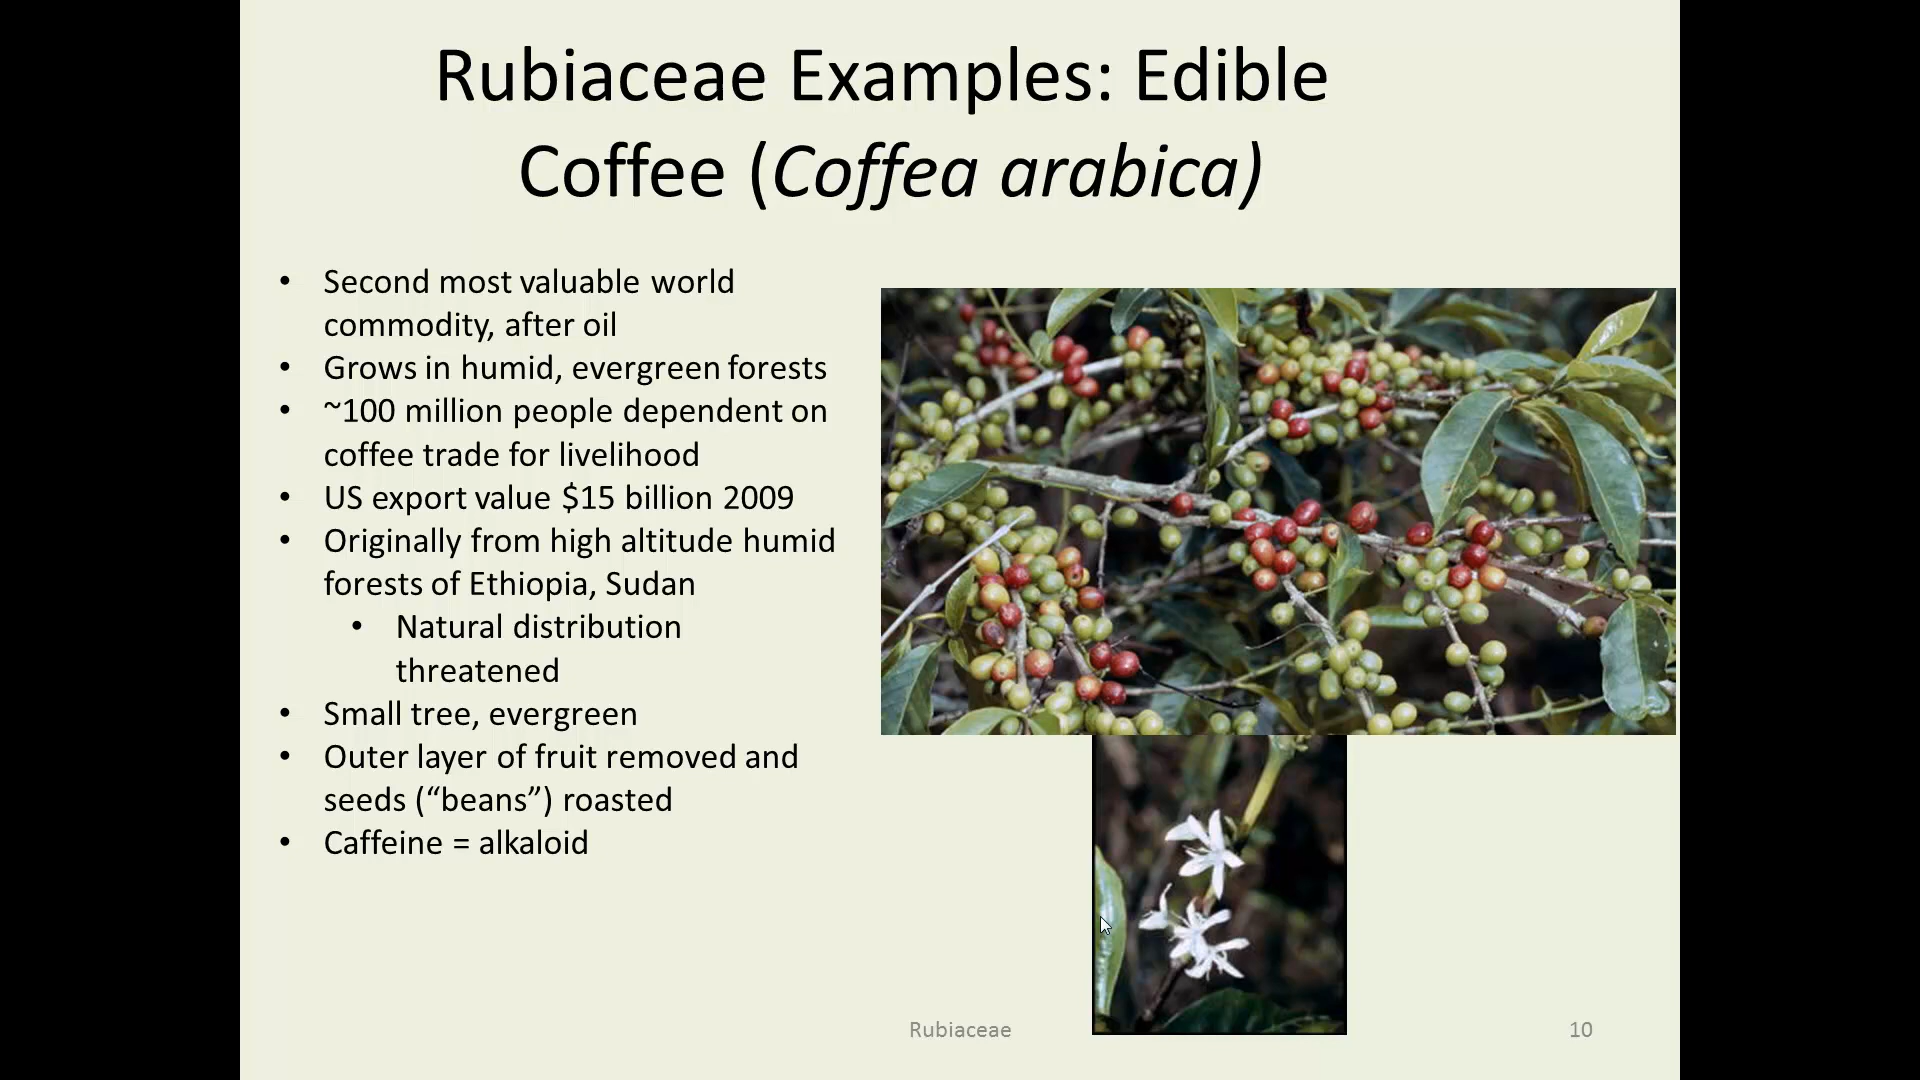 Rubiaceae Examples: Edible
Coffee (Coffea arabica)
• Second most valuable world
commodity, after oil
• Grows in humid, evergreen forests
• ~100 million people dependent on
coffee trade for livelihood
• US export value $15 billion 2009
• Originally from high altitude humid
forests of Ethiopia, Sudan
• Natural distribution
threatened
• Small tree, evergreen
• Outer layer of fruit removed and
seeds (“beans”) roasted
• Caffeine = alkaloid
Rubiaceae
10